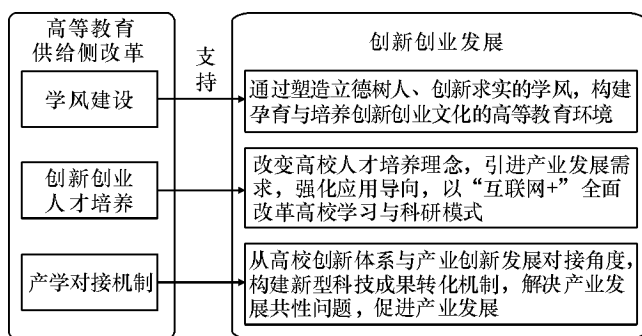 高等教育
供给侧改革
支持
创新创业发展
学风建设
通过塑造立德树人、创新求实的学风，构建
孕育与培养创新创业文化的高等教育环境
创新创业
人才培养
改变高校人才培养理念，引进产业发展需
求，强化应用导向，以“互联网+”全面
改革高校学习与科研模式
产学对接机制
从高校创新体系与产业创新发展对接角度，
构建新型科技成果转化机制，解决产业发
展共性问题，促进产业发展